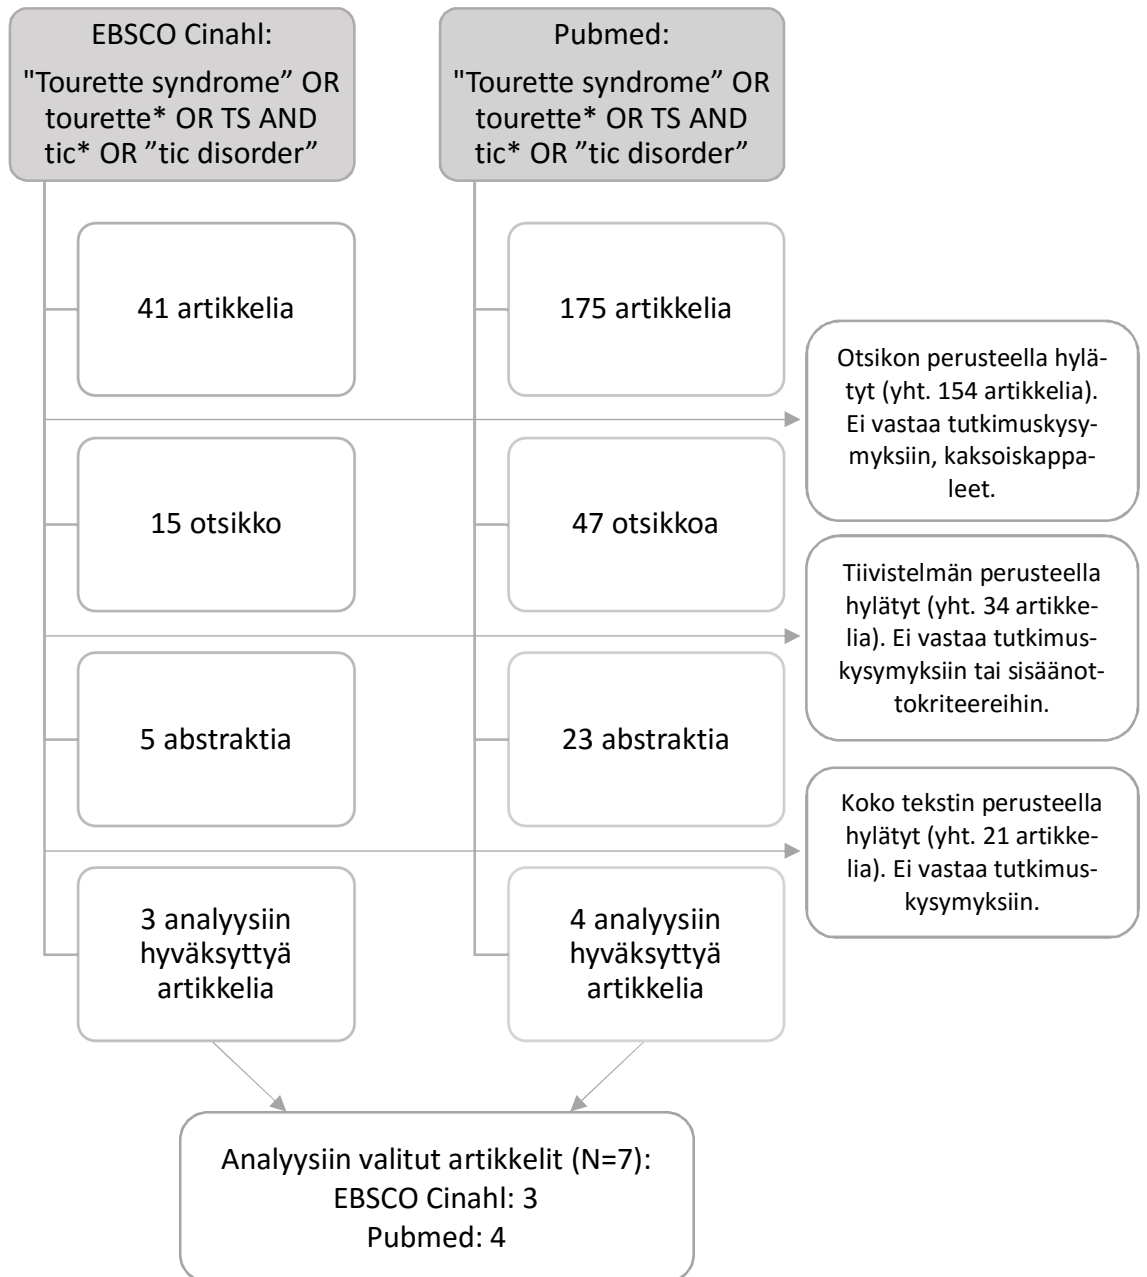 EBSCO Cinahl:
"Tourette syndrome” OR
tourette* OR TS AND
tic* OR ”tic disorder”
Pubmed:
"Tourette syndrome” OR
tourette* OR TS AND
tic* OR ”tic disorder”
41 artikkelia
175 artikkelia
Otsikon perusteella hylä-
tyt (yht. 154 artikkelia).
Ei vastaa tutkimuskysy-
myksiin, kaksoiskappa-
leet.
15 otsikko
47 otsikkoa
Tiivistelmän perusteella
hylätyt (yht. 34 artikke-
lia). Ei vastaa tutkimus-
kysymyksiin tai sisäänot-
tokriteereihin.
5 abstraktia
23 abstraktia
Koko tekstin perusteella
hylätyt (yht. 21 artikke-
lia). Ei vastaa tutkimus-
kysymyksiin.
3 analyysiin
hyväksyttyä
artikkelia
4 analyysiin
hyväksyttyä
artikkelia
Analyysiin valitut artikkelit (N=7):
EBSCO Cinahl: 3
Pubmed: 4